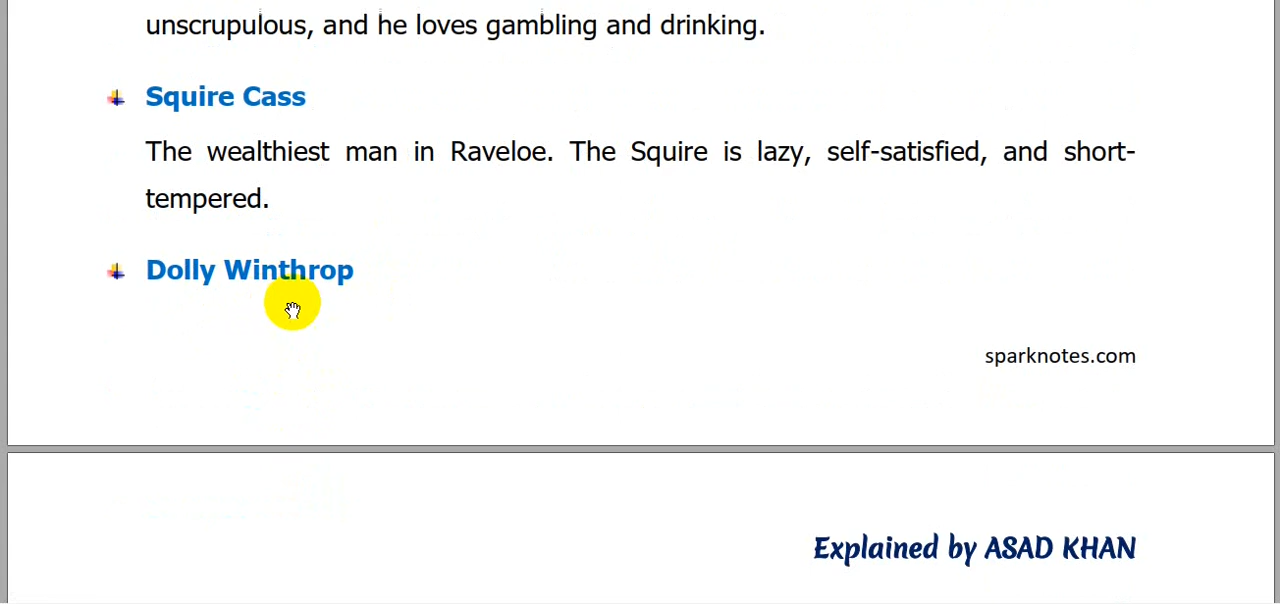 unscrupulous, and he loves gambling and drinking.
Squire Cass
The wealthiest man in Raveloe. The Squire is lazy, self-satisfied, and short-
tempered.
Dolly Winthrop
sparknotes.com
Explained by ASAD KHAN